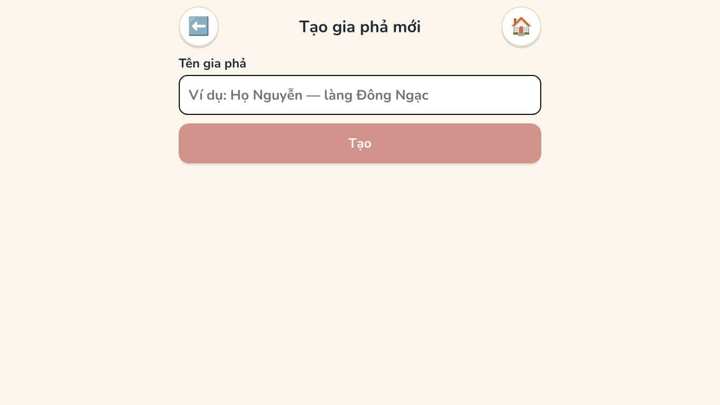 Tạo gia phả mới
Tên gia phả
Ví dụ: Họ Nguyễn — làng Đông Ngạc
Tạo